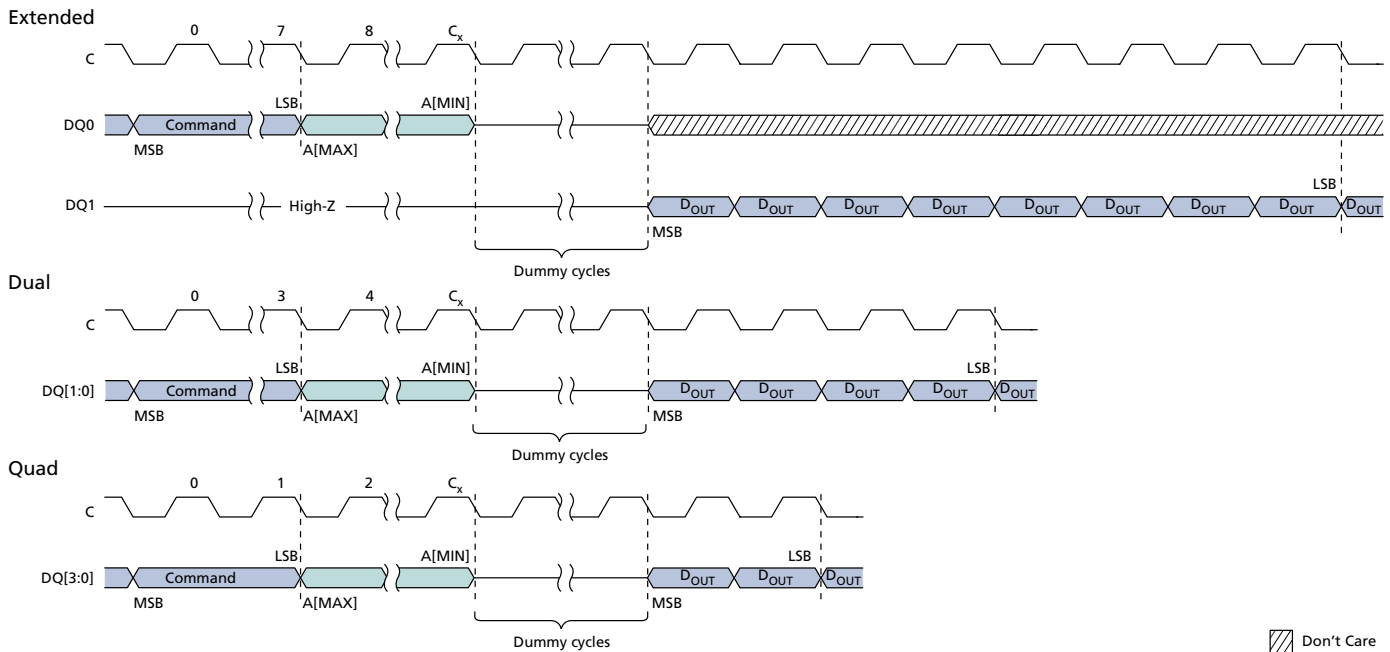 Extended
0 7 8 Cx
C
LSB A[MIN]
DQ0 Command
MSB A[MAX]
LSB
DQ1 High-Z DOUT DOUT DOUT DOUT DOUT DOUT DOUT DOUT DOUT
MSB
Dummy cycles
Dual
0 3 4 Cx
C
LSB A[MIN] LSB
DQ[1:0] Command DOUT DOUT DOUT DOUT DOUT
MSB A[MAX] MSB
Dummy cycles
Quad
0 1 2 Cx
C
LSB A[MIN] LSB
DQ[3:0] Command DOUT DOUT DOUT
MSB A[MAX] MSB
Dummy cycles
Don't Care